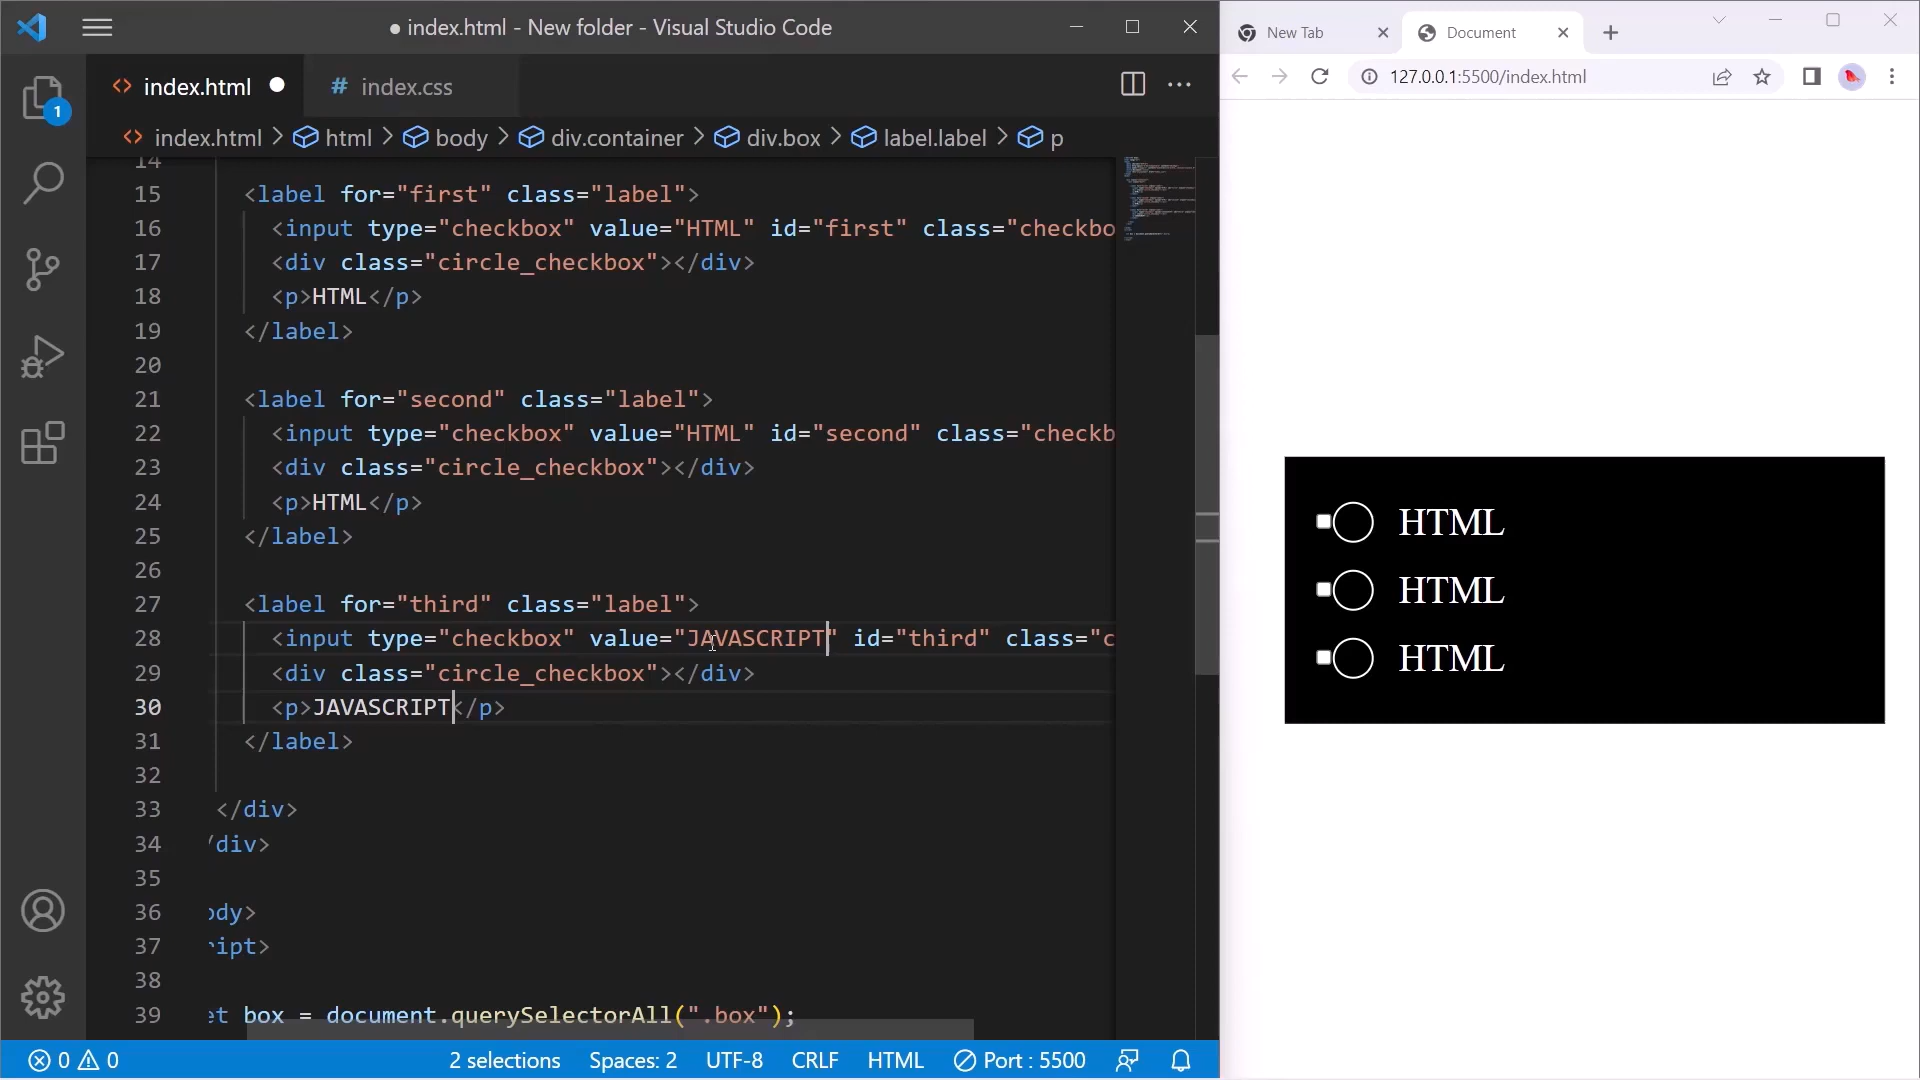 ● index.html - New folder - Visual Studio Code
index.html
# index.css
1
index.html > html > body > div.container > div.box > label.label > p
14
15 <label for="first" class="label">
16 <input type="checkbox" value="HTML" id="first" class="checkbo
17 <div class="circle_checkbox"></div>
18 <p>HTML</p>
19 </label>
20
21 <label for="second" class="label">
22 <input type="checkbox" value="HTML" id="second" class="checkb
23 <div class="circle_checkbox"></div>
24 <p>HTML</p>
25 </label>
26
27 <label for="third" class="label">
28 <input type="checkbox" value="JAVASCRIPT" id="third" class="c
29 <div class="circle_checkbox"></div>
30 <p>JAVASCRIPT</p>
31 </label>
32
33 </div>
34 /div>
35
36 ody>
37 ript>
38
39 et box = document.querySelectorAll(".box");
0 0
2 selections
Spaces: 2
UTF-8
CRLF
HTML
Port : 5500
New Tab
Document
127.0.0.1:5500/index.html
HTML
HTML
HTML